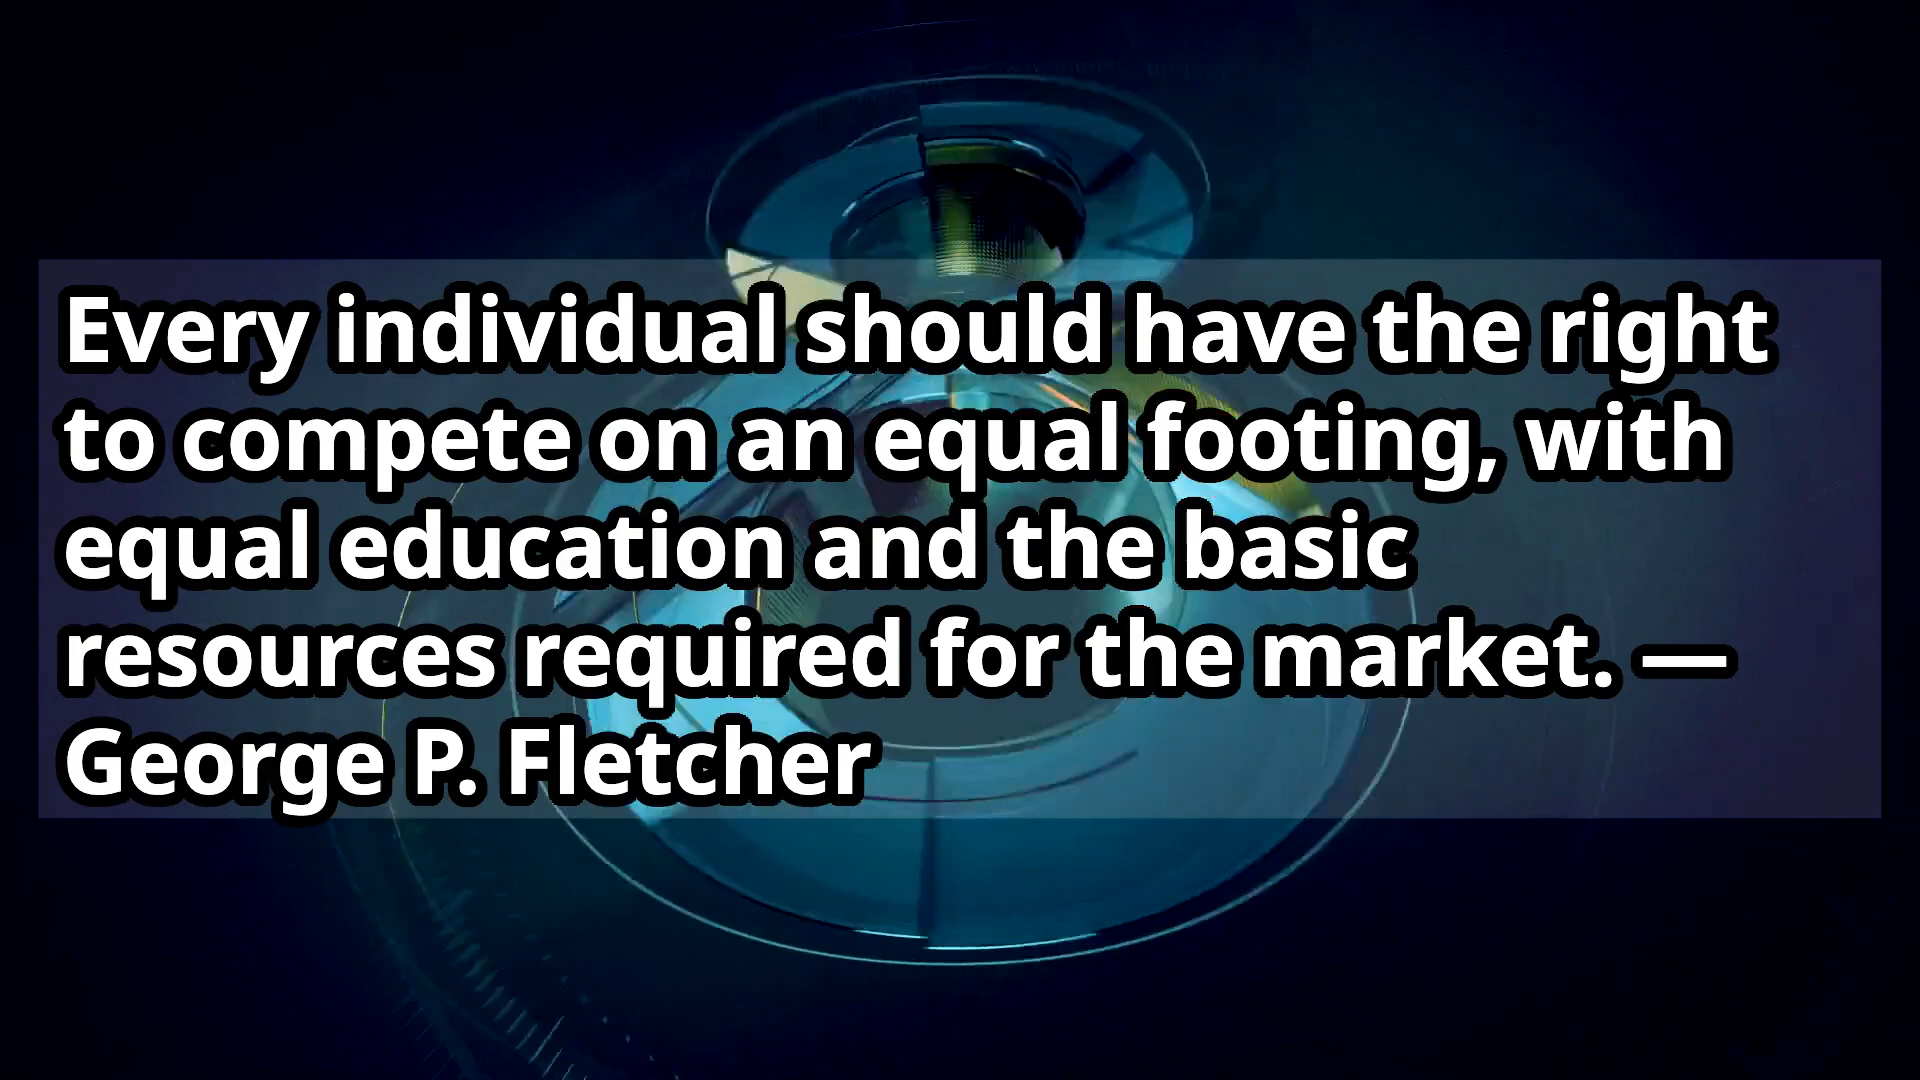 Every individual should have the right
to compete on an equal footing, with
equal education and the basic
resources required for the market. —
George P. Fletcher